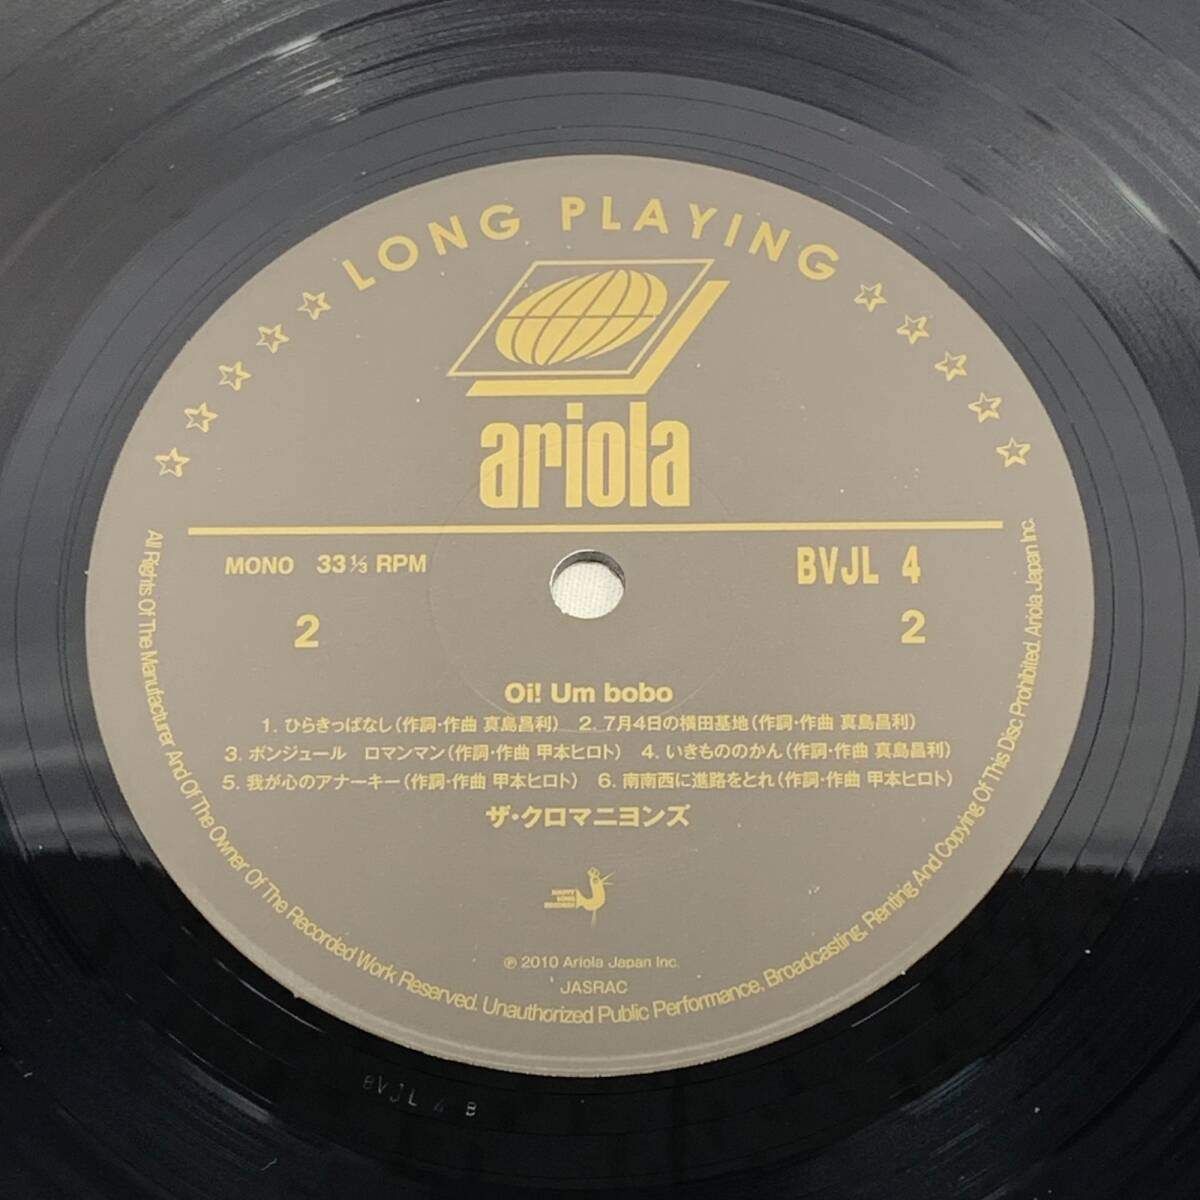 LONG PLAYING
ariola
MONO 33 1/3 RPM
BVJL 4
2
2
Oi! Um bobo
1. ひらきっぱなし(作詞・作曲 真島昌利) 2. 7月4日の横田基地(作詞・作曲 真島昌利)
3. ボンジュール ロマンマン(作詞・作曲 甲本ヒロト) 4. いきもののかん(作詞・作曲 真島昌利)
5. 我が心のアナーキー(作詞・作曲 甲本ヒロト) 6. 南南西に進路をとれ(作詞・作曲 甲本ヒロト)
ザ・クロマニヨンズ
HAPPY SONG RECORDS
℗ 2010 Ariola Japan Inc.
JASRAC
All Rights Of The Manufacturer And Of The Owner Of The Recorded Work Reserved. Unauthorized Public Performance, Broadcasting, Renting And Copying Of This Disc Prohibited. Ariola Japan Inc.
BVJL 4 B